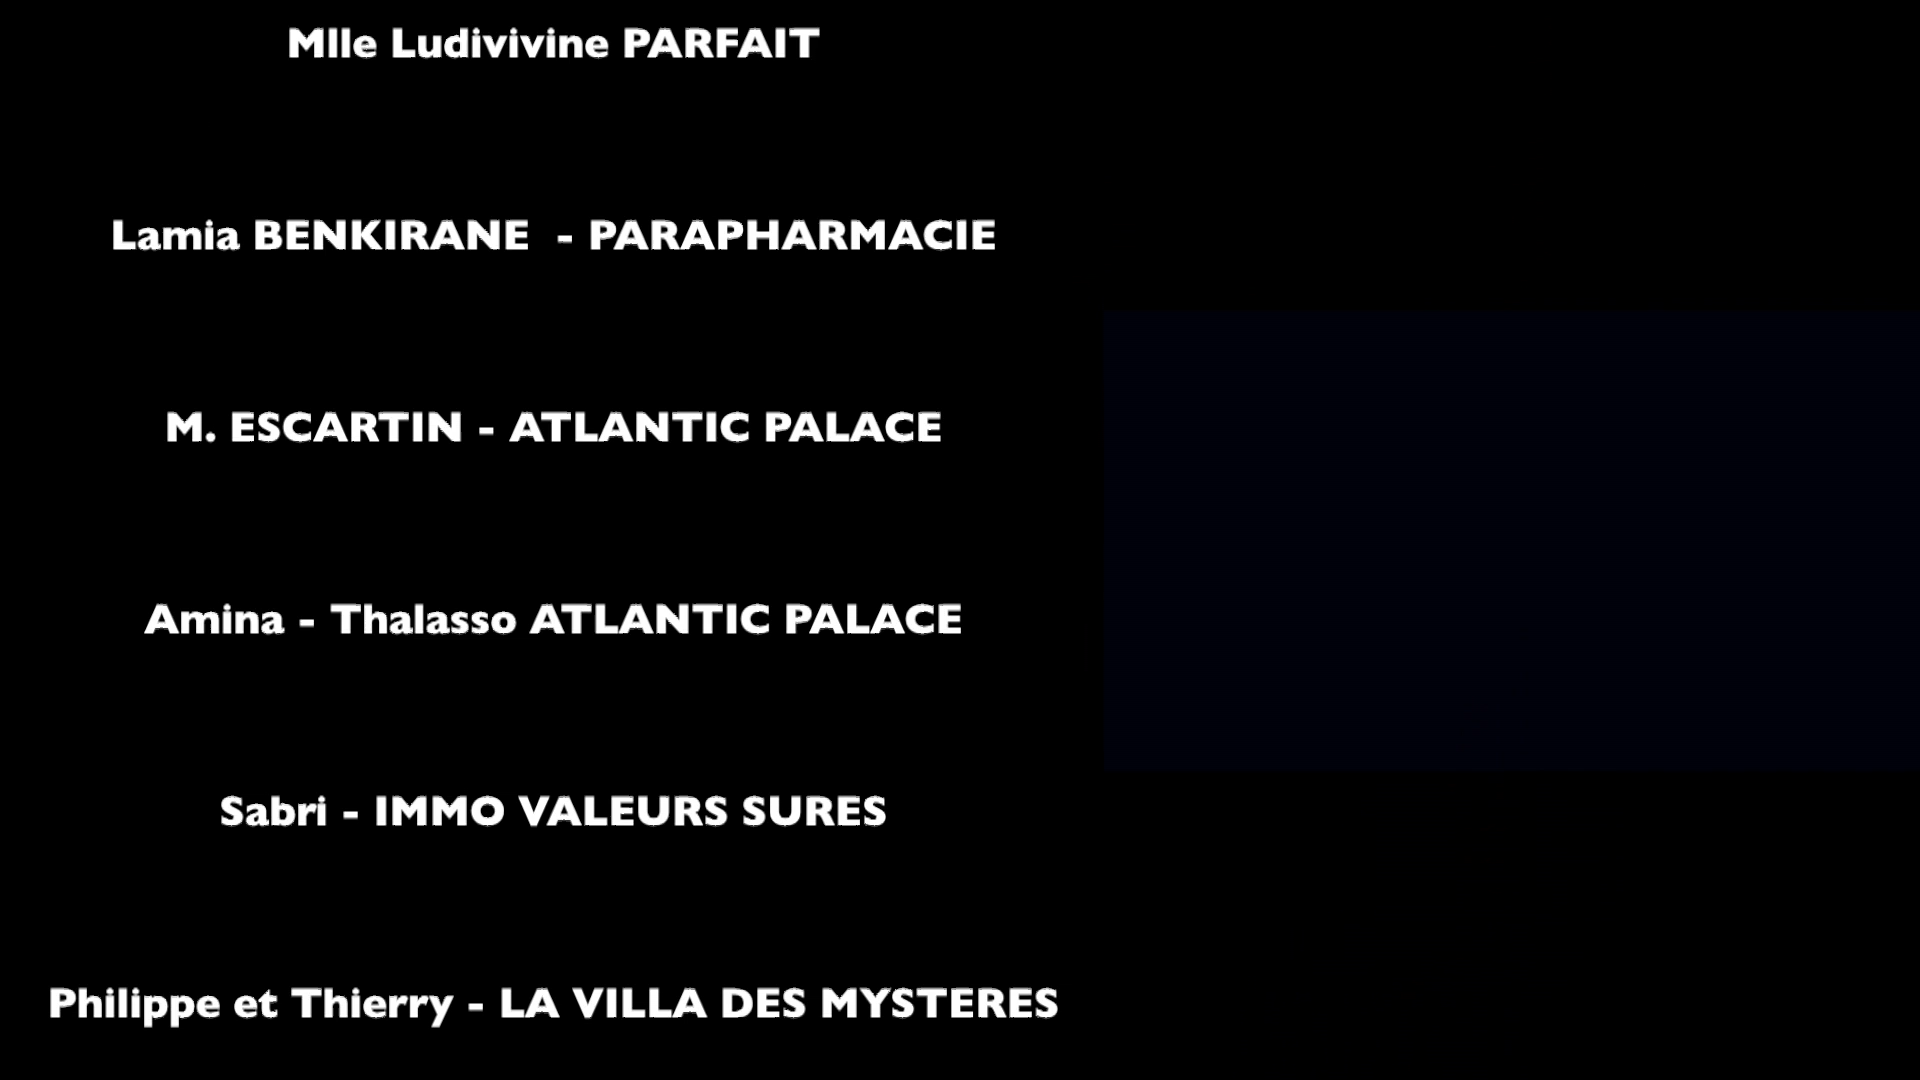 Mlle Ludivivine PARFAIT
Lamia BENKIRANE  - PARAPHARMACIE
M. ESCARTIN - ATLANTIC PALACE
Amina - Thalasso ATLANTIC PALACE
Sabri - IMMO VALEURS SURES
Philippe et Thierry - LA VILLA DES MYSTERES